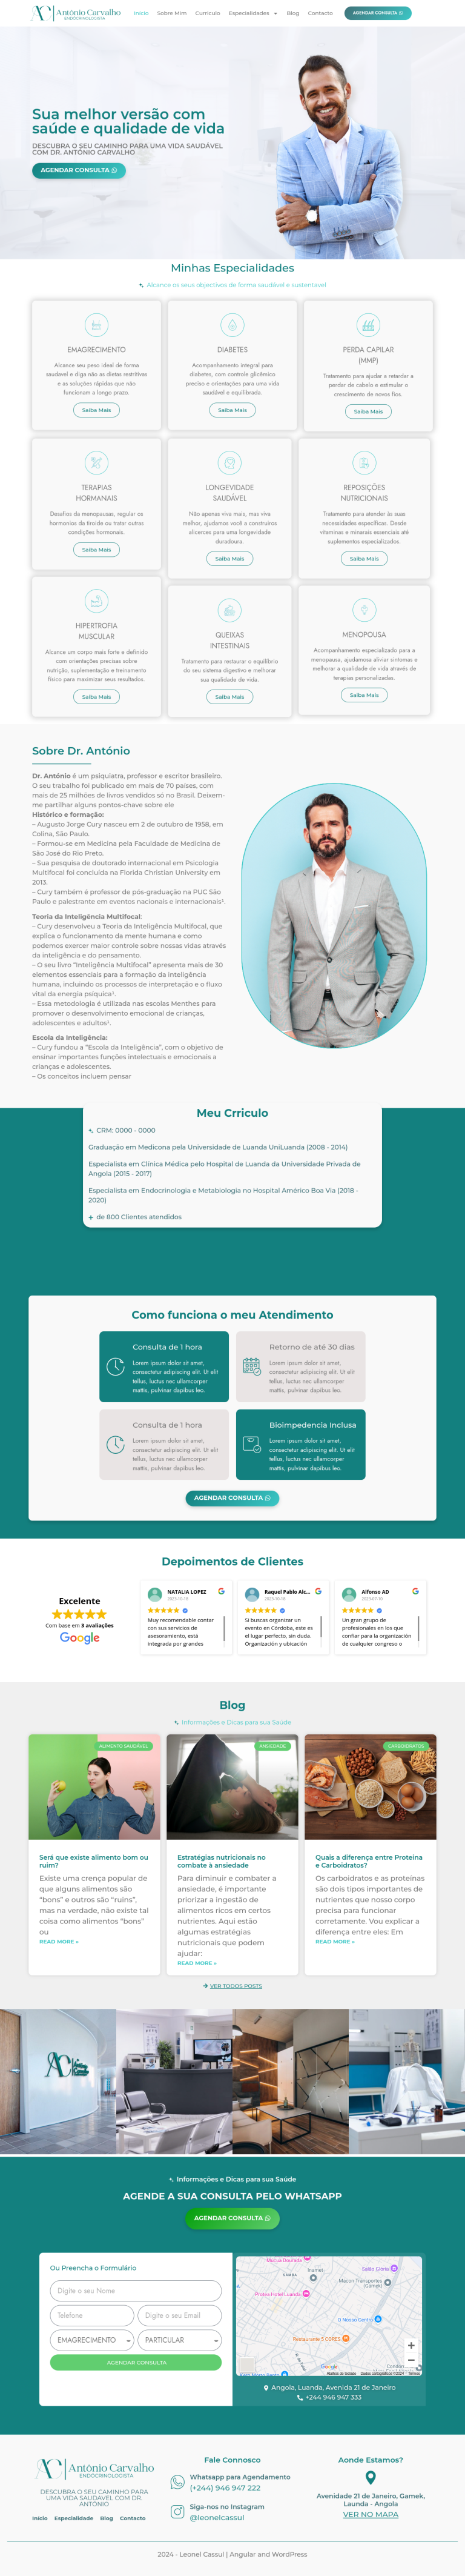 António Carvalho
ENDOCRINOLOGISTA
Início
Sobre Mim
Currículo
Especialidades
Blog
Contacto
AGENDAR CONSULTA
Sua melhor versão com
saúde e qualidade de vida
DESCUBRA O SEU CAMINHO PARA UMA VIDA SAUDÁVEL
COM DR. ANTÓNIO CARVALHO
AGENDAR CONSULTA
Minhas Especialidades
Alcance os seus objectivos de forma saudável e sustentavel
EMAGRECIMENTO
Alcance seu peso ideal de forma
saudavel e diga não as dietas restritivas
e as soluções rápidas que não
funcionam a longo prazo.
Saiba Mais
DIABETES
Acompanhamento integral para
diabetes, com controle glicêmico
preciso e orientações para uma vida
saudável e equilibrada.
Saiba Mais
PERDA CAPILAR
(MMP)
Tratamento para ajudar a retardar a
perdar de cabelo e estimular o
crescimento de novos fios.
Saiba Mais
TERAPIAS
HORMANAIS
Desafios da menopausas, regular os
hormonios da tiroide ou tratar outras
condições hormonais.
Saiba Mais
LONGEVIDADE
SAUDÁVEL
Não apenas viva mais, mas viva
melhor, ajudamos você a construiros
alicerces para uma longevidade
duradoura.
Saiba Mais
REPOSIÇÕES
NUTRICIONAIS
Tratamento para atender às suas
necessidades específicas. Desde
vitaminas e minarais essenciais até
suplementos especializados.
Saiba Mais
HIPERTROFIA
MUSCULAR
Alcance um corpo mais forte e definido
com orientações precisas sobre
nutrição, suplementação e treinamento
físico para maximizar seus resultados.
Saiba Mais
QUEIXAS
INTESTINAIS
Tratamento para restaurar o equilíbrio
do seu sistema digestivo e melhorar
sua qualidade de vida.
Saiba Mais
MENOPOUSA
Acompanhamento especializado para a
menopausa, ajudamosa aliviar sintomas e
melhorar a qualidade de vida através de
terapias personalizadas.
Saiba Mais
Sobre Dr. António
Dr. Antônio é um psiquiatra, professor e escritor brasileiro.
O seu trabalho foi publicado em mais de 70 países, com
mais de 25 milhões de livros vendidos só no Brasil. Deixem-
me partilhar alguns pontos-chave sobre ele
Histórico e formação:
– Augusto Jorge Cury nasceu em 2 de outubro de 1958, em
Colina, São Paulo.
– Formou-se em Medicina pela Faculdade de Medicina de
São José do Rio Preto.
– Sua pesquisa de doutorado internacional em Psicologia
Multifocal foi concluída na Florida Christian University em
2013.
– Cury também é professor de pós-graduação na PUC São
Paulo e palestrante em eventos nacionais e internacionais¹.
Teoria da Inteligência Multifocal:
– Cury desenvolveu a Teoria da Inteligência Multifocal, que
explica o funcionamento da mente humana e como
podemos exercer maior controle sobre nossas vidas através
da inteligência e do pensamento.
– O seu livro “Inteligência Multifocal” apresenta mais de 30
elementos essenciais para a formação da inteligência
humana, incluindo os processos de interpretação e o fluxo
vital da energia psíquica¹.
– Essa metodologia é utilizada nas escolas Menthes para
promover o desenvolvimento emocional de crianças,
adolescentes e adultos¹.
Escola da Inteligência:
– Cury fundou a “Escola da Inteligência”, com o objetivo de
ensinar importantes funções intelectuais e emocionais a
crianças e adolescentes.
– Os conceitos incluem pensar
Meu Crriculo
CRM: 0000 - 0000
Graduação em Medicona pela Universidade de Luanda UniLuanda (2008 - 2014)
Especialista em Clínica Médica pelo Hospital de Luanda da Universidade Privada de
Angola (2015 - 2017)
Especialista em Endocrinologia e Metabiologia no Hospital Américo Boa Via (2018 -
2020)
+ de 800 Clientes atendidos
Como funciona o meu Atendimento
Consulta de 1 hora
Lorem ipsum dolor sit amet,
consectetur adipiscing elit. Ut elit
tellus, luctus nec ullamcorper
mattis, pulvinar dapibus leo.
Retorno de até 30 dias
Lorem ipsum dolor sit amet,
consectetur adipiscing elit. Ut elit
tellus, luctus nec ullamcorper
mattis, pulvinar dapibus leo.
Consulta de 1 hora
Lorem ipsum dolor sit amet,
consectetur adipiscing elit. Ut elit
tellus, luctus nec ullamcorper
mattis, pulvinar dapibus leo.
Bioimpedencia Inclusa
Lorem ipsum dolor sit amet,
consectetur adipiscing elit. Ut elit
tellus, luctus nec ullamcorper
mattis, pulvinar dapibus leo.
AGENDAR CONSULTA
Depoimentos de Clientes
Excelente
Com base em 3 avaliações
Google
NATALIA LOPEZ
2023-10-18
Muy recomendable contar
con sus servicios de
asesoramiento, está
integrada por grandes
Raquel Pablo Alc...
2023-10-18
Si buscas organizar un
evento en Córdoba, este es
el lugar perfecto, sin duda.
Organización y ubicación
Alfonso AD
2023-07-10
Un gran grupo de
profesionales en los que
confiar para la organización
de cualquier congreso o
Blog
Informações e Dicas para sua Saúde
ALIMENTO SAUDÁVEL
Será que existe alimento bom ou
ruim?
Existe uma crença popular de
que alguns alimentos são
“bons” e outros são “ruins”,
mas na verdade, não existe tal
coisa como alimentos “bons”
ou
READ MORE »
ANSIEDADE
Estratégias nutricionais no
combate à ansiedade
Para diminuir e combater a
ansiedade, é importante
priorizar a ingestão de
alimentos ricos em certos
nutrientes. Aqui estão
algumas estratégias
nutricionais que podem
ajudar:
READ MORE »
CARBOIDRATOS
Quais a diferença entre Proteina
e Carboidratos?
Os carboidratos e as proteínas
são dois tipos importantes de
nutrientes que nosso corpo
precisa para funcionar
corretamente. Vou explicar a
diferença entre eles: Em
READ MORE »
VER TODOS POSTS
Informações e Dicas para sua Saúde
AGENDE A SUA CONSULTA PELO WHATSAPP
AGENDAR CONSULTA
Ou Preencha o Formulário
Digite o seu Nome
Telefone
Digite o seu Email
EMAGRECIMENTO
PARTICULAR
AGENDAR CONSULTA
Salão Glória
Macon Transportes
(Gamek)
Pérola Hotel Luanda
O Nosso Centro
Restaurante 5 CORES
Google
Angola, Luanda, Avenida 21 de Janeiro
+244 946 947 333
António Carvalho
ENDOCRINOLOGISTA
DESCUBRA O SEU CAMINHO PARA
UMA VIDA SAUDÁVEL COM DR.
ANTÓNIO
Início
Especialidade
Blog
Contacto
Fale Connosco
Whatsapp para Agendamento
(+244) 946 947 222
Siga-nos no Instagram
@leonelcassul
Aonde Estamos?
Avenidade 21 de Janeiro, Gamek,
Launda - Angola
VER NO MAPA
2024 - Leonel Cassul | Angular and WordPress